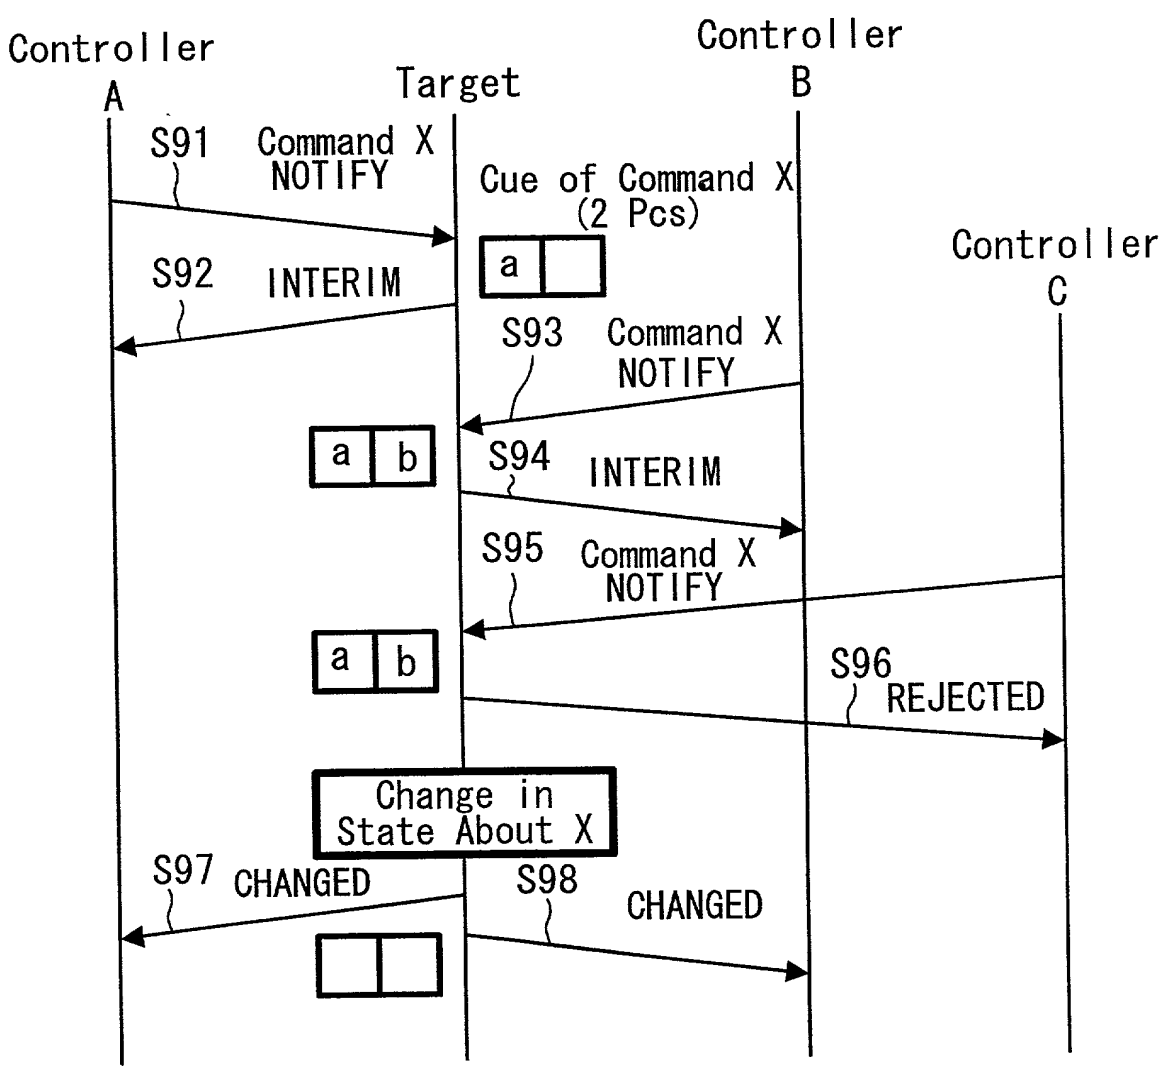 Controller
A
Target
Controller
B
S91
Command X
NOTIFY
Cue of Command X
(2 Pcs)
a
Controller
C
S92
INTERIM
S93
Command X
NOTIFY
a b
S94
INTERIM
S95
Command X
NOTIFY
a b
S96
REJECTED
Change in
State About X
S97
CHANGED
S98
CHANGED